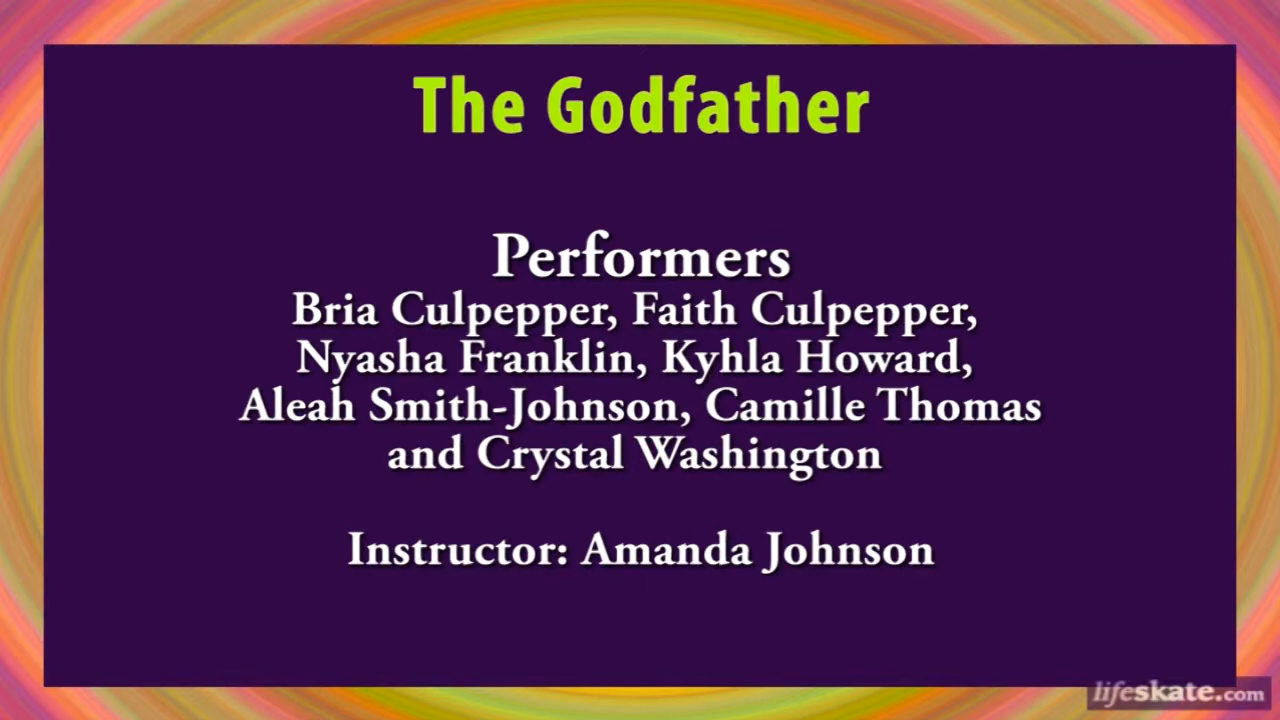 The Godfather
Performers
Bria Culpepper, Faith Culpepper,
Nyasha Franklin, Kyhla Howard,
Aleah Smith-Johnson, Camille Thomas
and Crystal Washington
Instructor: Amanda Johnson
lifeskate.com